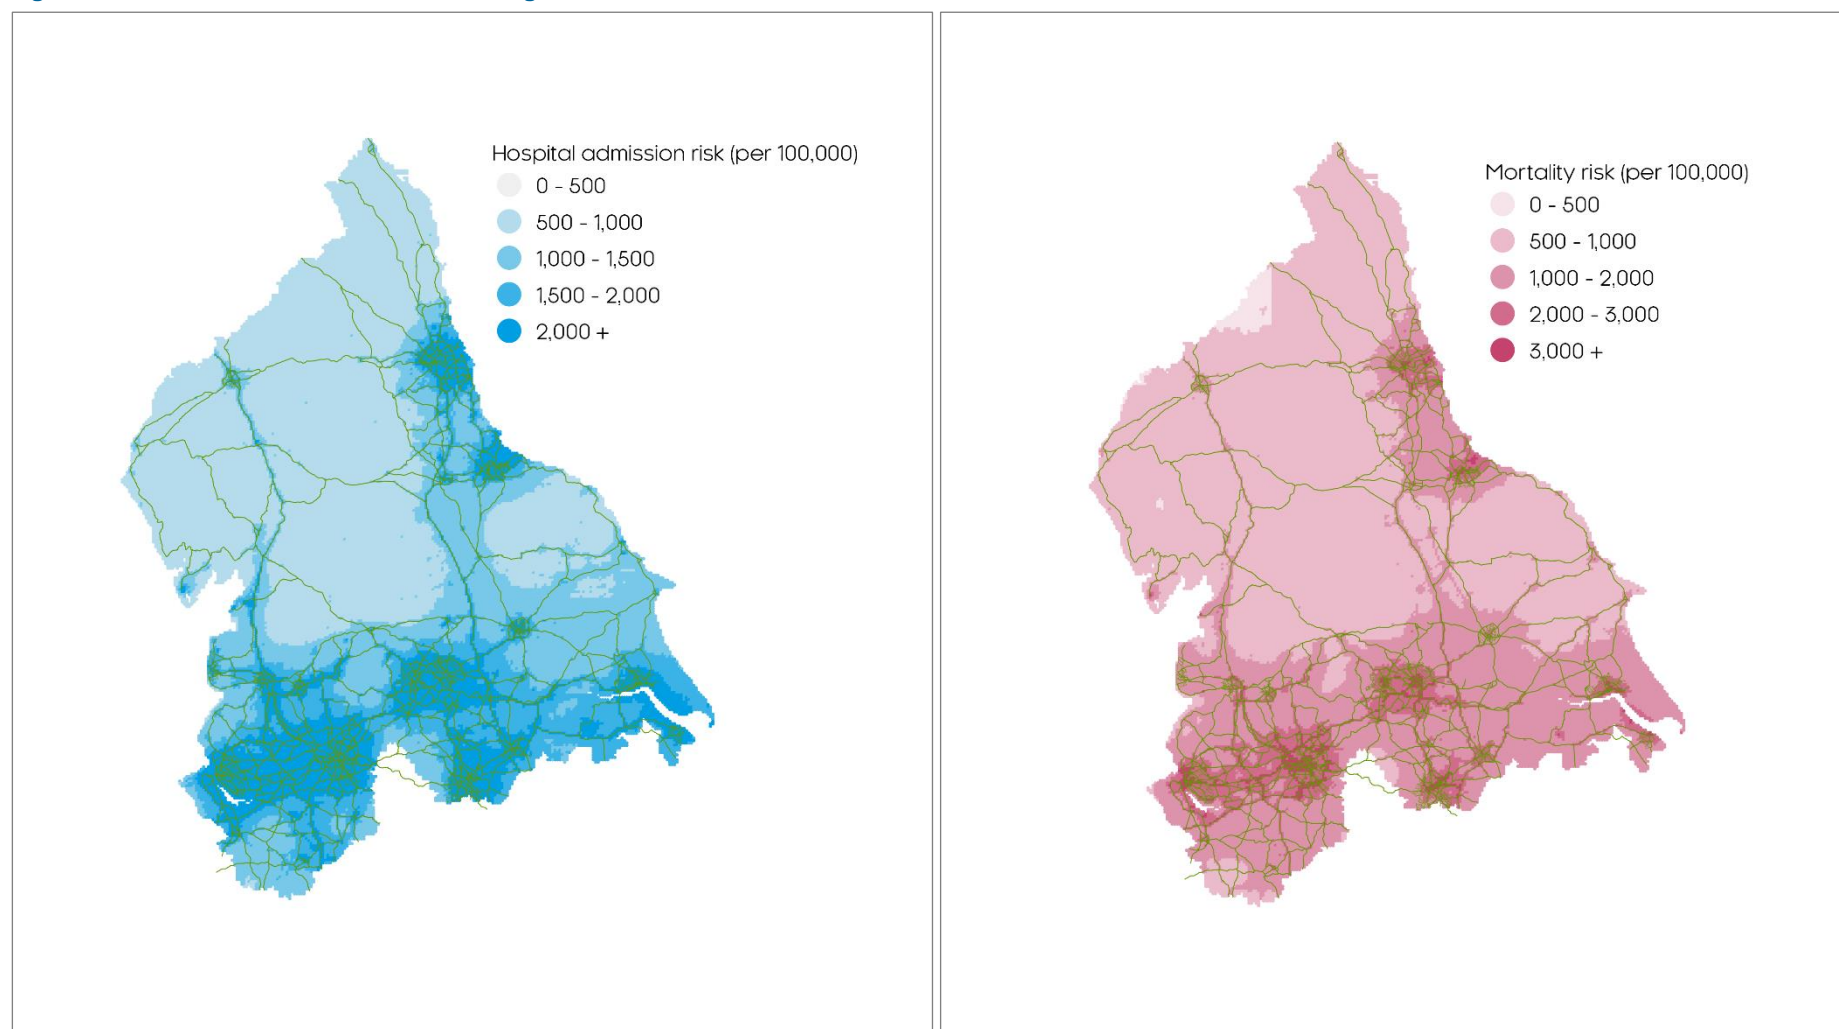 Hospital admission risk (per 100,000)
0 - 500
500 - 1,000
1,000 - 1,500
1,500 - 2,000
2,000 +
Mortality risk (per 100,000)
0 - 500
500 - 1,000
1,000 - 2,000
2,000 - 3,000
3,000 +